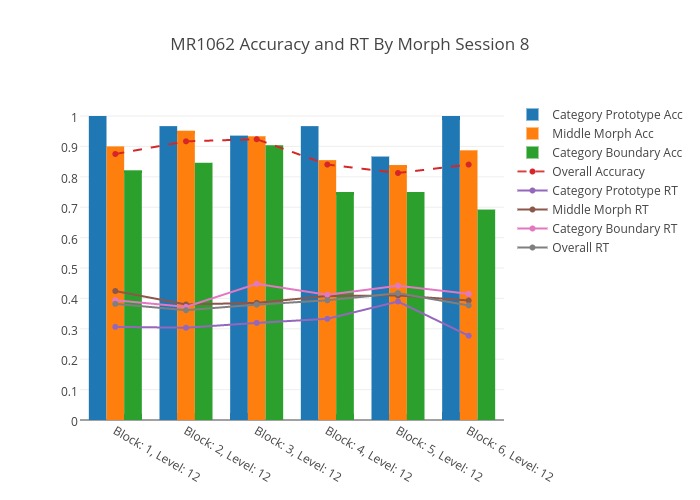 MR1062 Accuracy and RT By Morph Session 8
1
0.9
0.8
0.7
0.6
0.5
0.4
0.3
0.2
0.1
0
Block: 1, Level: 12
Block: 2, Level: 12
Block: 3, Level: 12
Block: 4, Level: 12
Block: 5, Level: 12
Block: 6, Level: 12
Category Prototype Acc
Middle Morph Acc
Category Boundary Acc
Overall Accuracy
Category Prototype RT
Middle Morph RT
Category Boundary RT
Overall RT